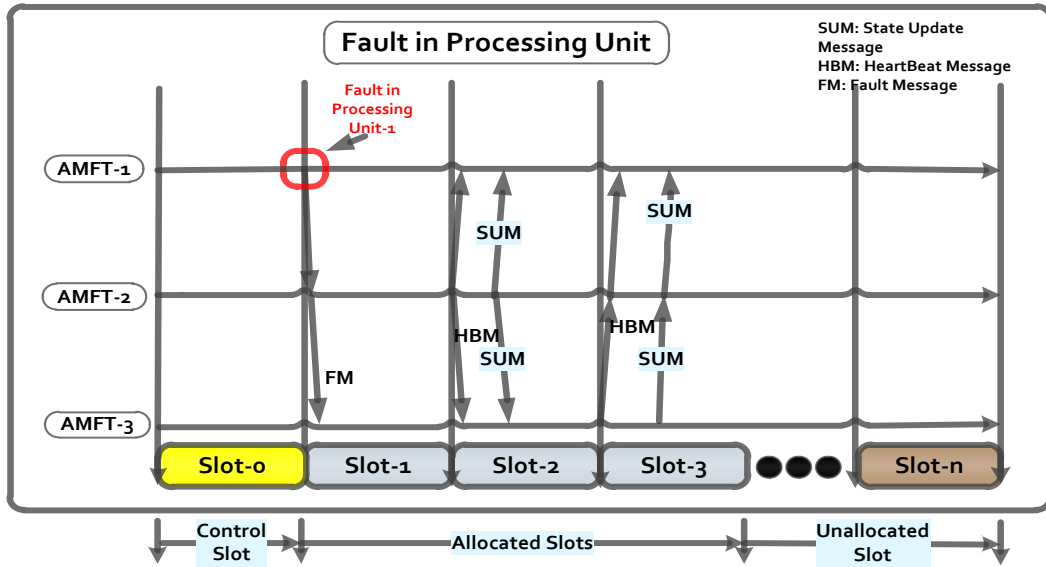 Fault in Processing Unit
SUM: State Update
Message
HBM: HeartBeat Message
FM: Fault Message
Fault in
Processing
Unit-1
AMFT-1
SUM
SUM
AMFT-2
HBM
HBM
SUM
SUM
FM
AMFT-3
Slot-0
Slot-1
Slot-2
Slot-3
Slot-n
Control
Slot
Allocated Slots
Unallocated
Slot